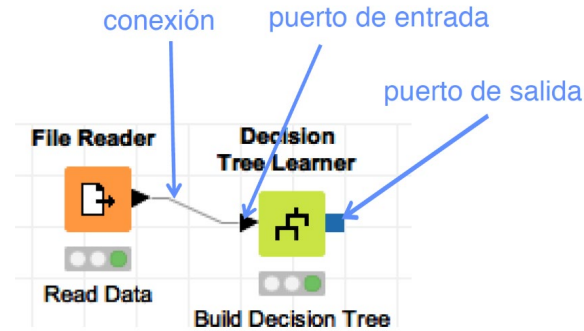 conexión
puerto de entrada
puerto de salida
File Reader
Decision
Tree Learner
Read Data
Build Decision Tree